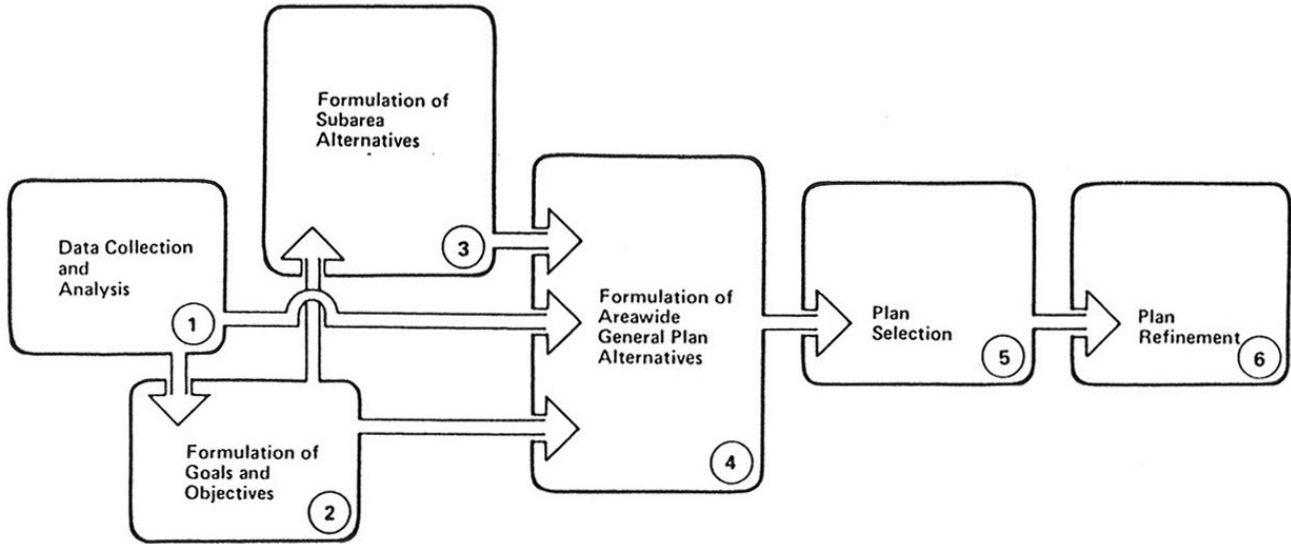 Data Collection
and
Analysis
1
Formulation of
Goals and
Objectives
2
Formulation of
Subarea
Alternatives
3
Formulation of
Areawide
General Plan
Alternatives
4
Plan
Selection
5
Plan
Refinement
6